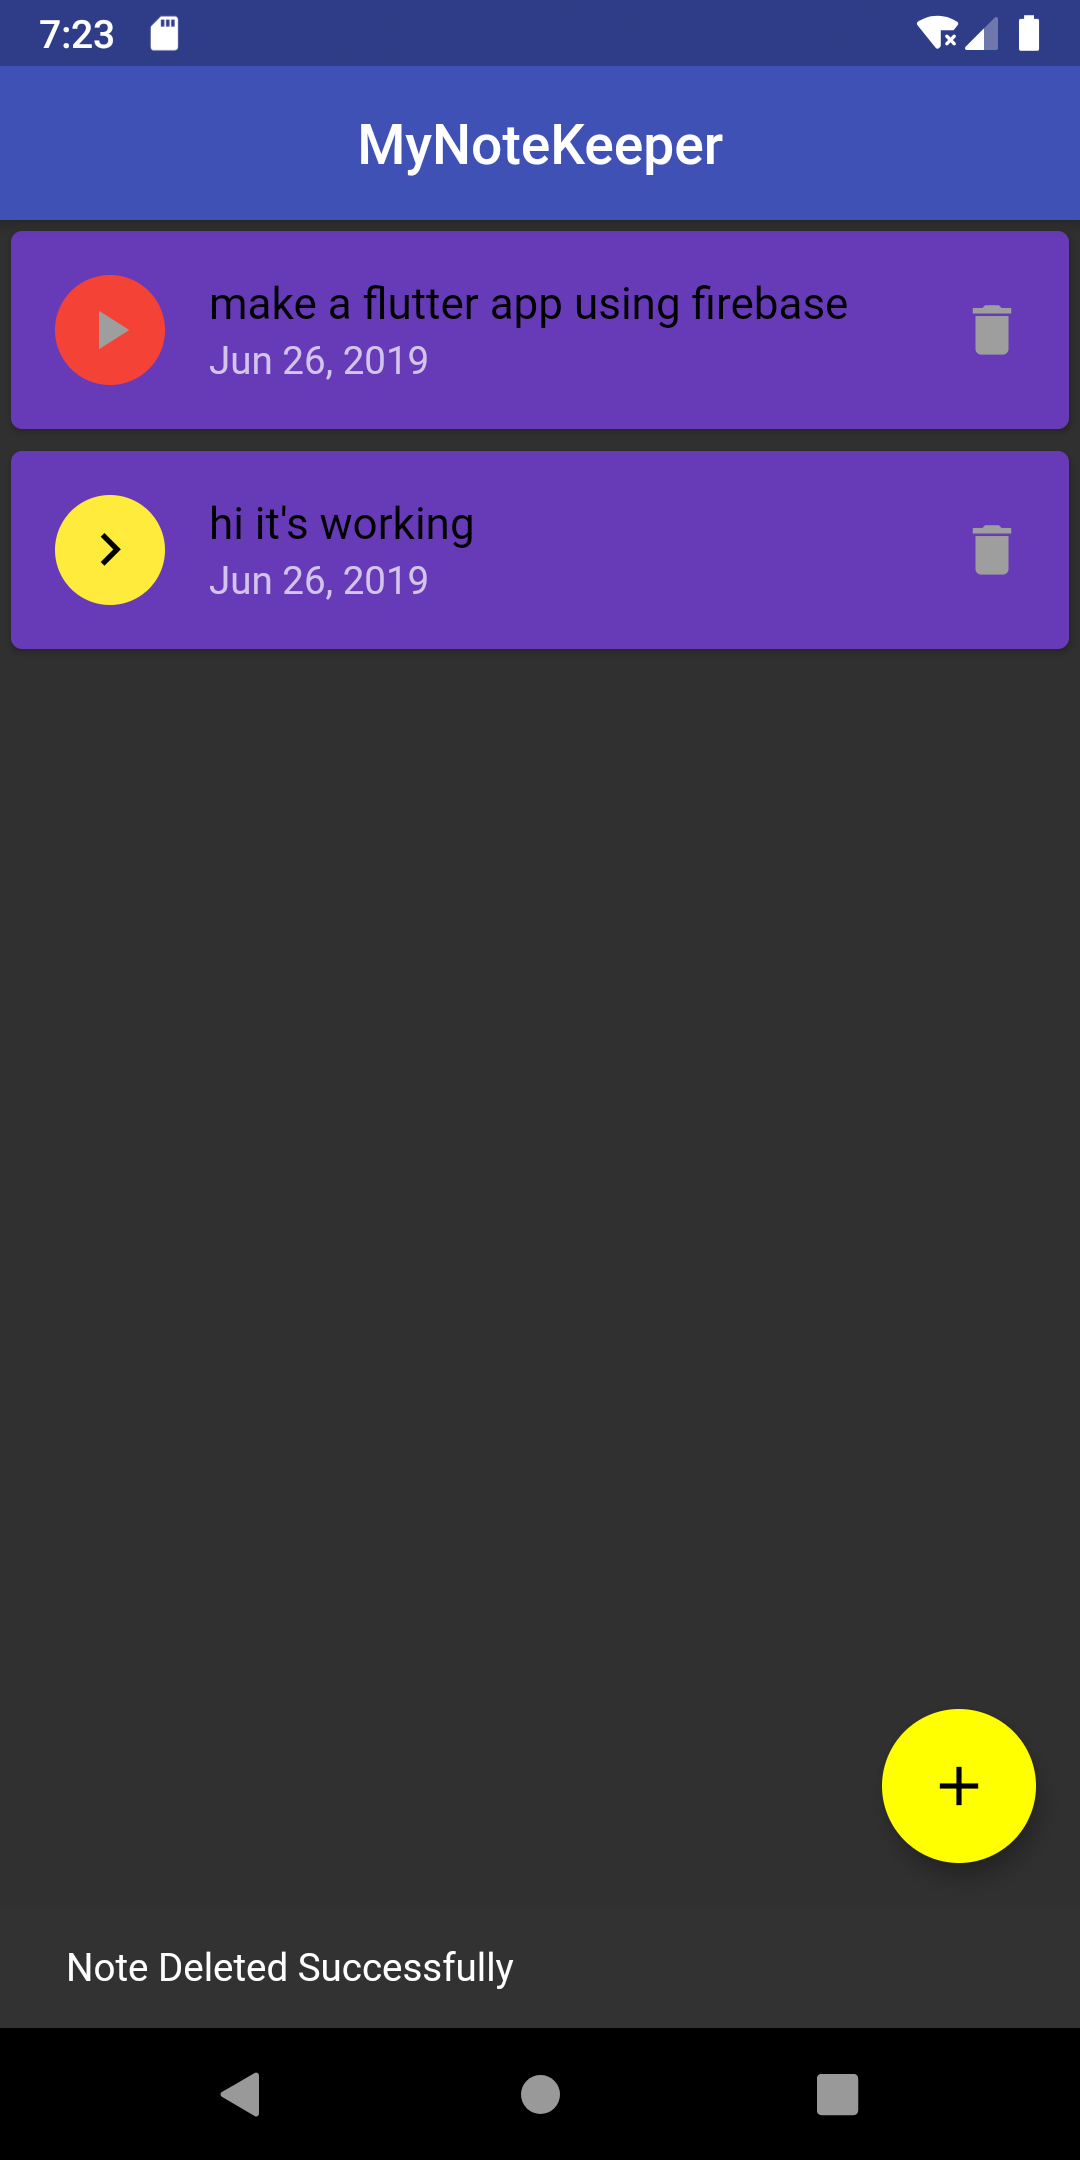 7:23
MyNoteKeeper
make a flutter app using firebase
Jun 26, 2019
hi it's working
Jun 26, 2019
Note Deleted Successfully